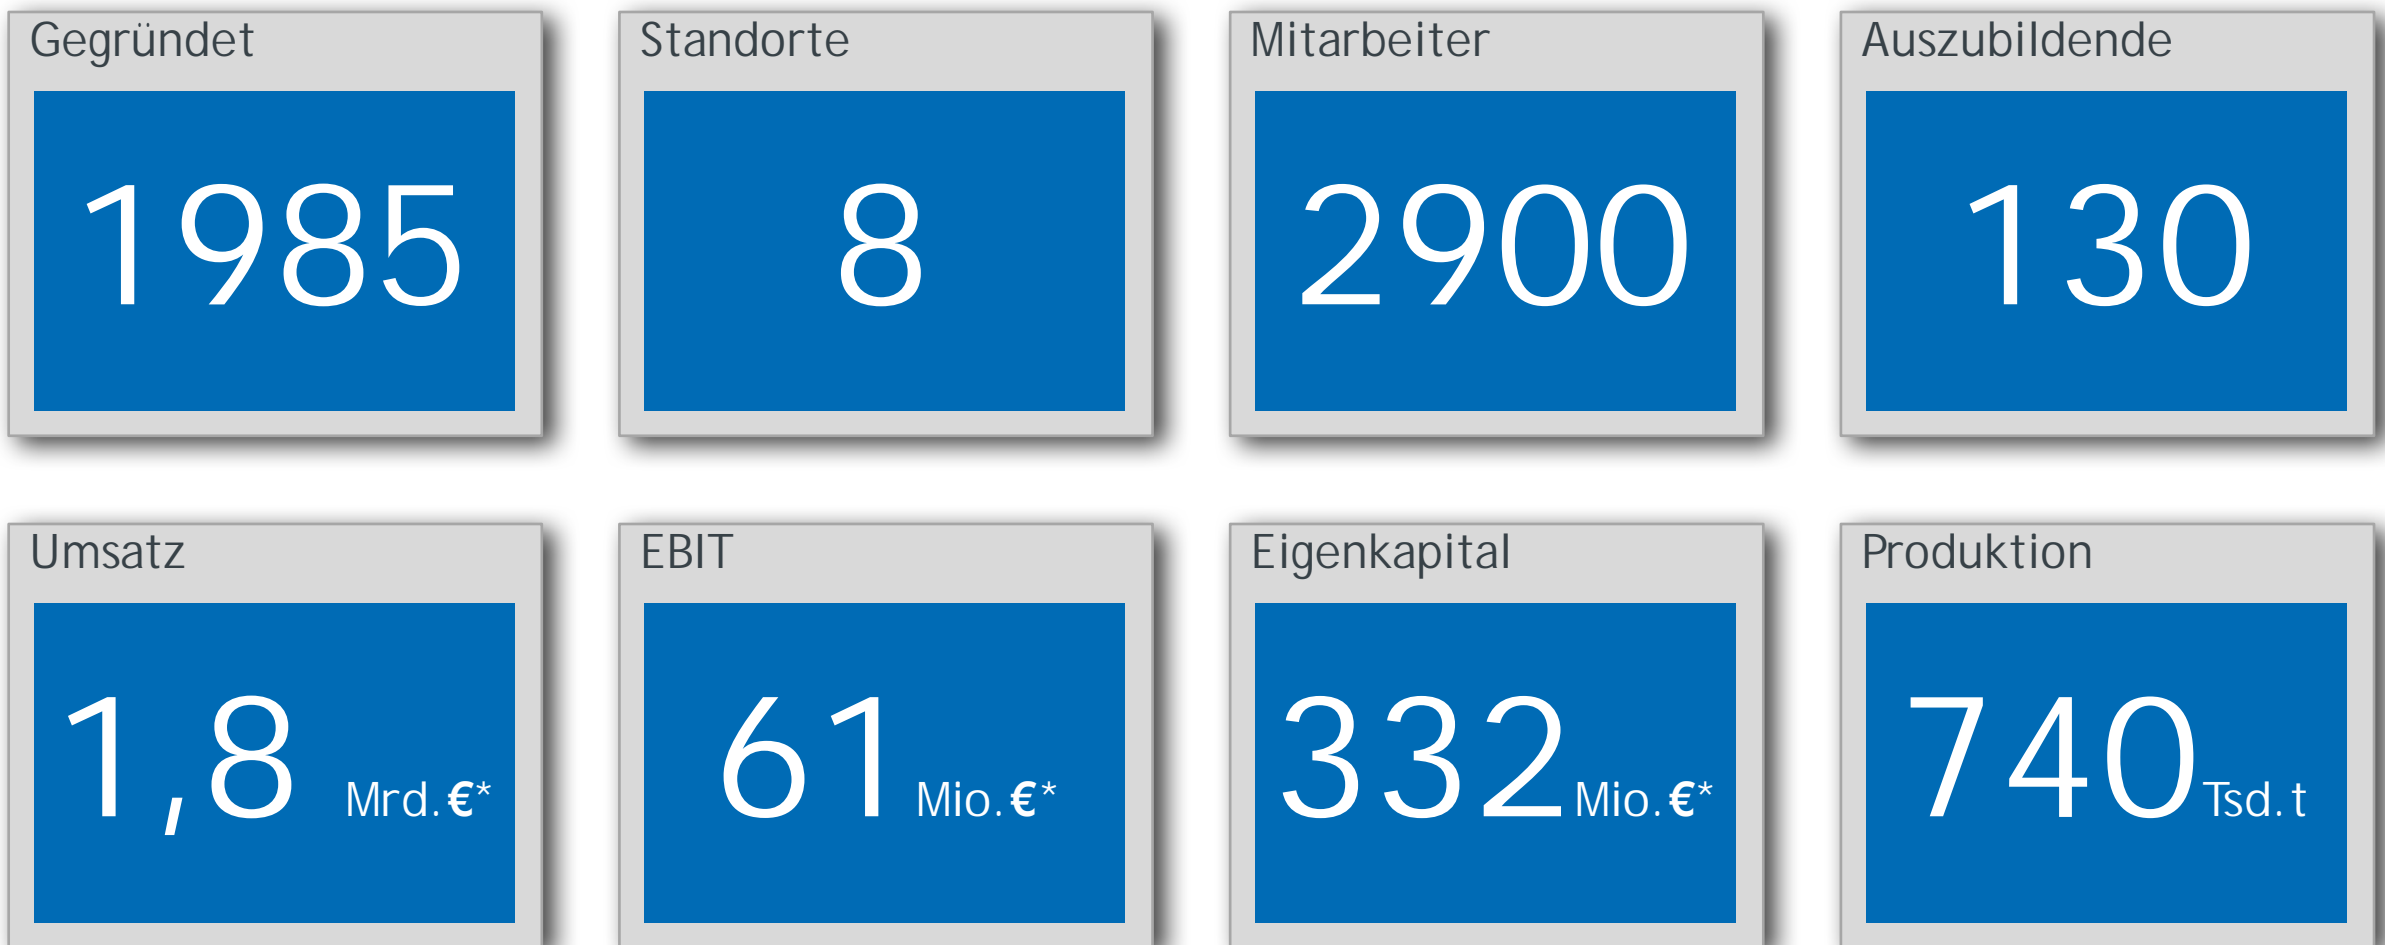 Gegründet
1985
Standorte
8
Mitarbeiter
2900
Auszubildende
130
Umsatz
1,8 Mrd.€*
EBIT
61 Mio.€*
Eigenkapital
332 Mio.€*
Produktion
740 Tsd.t